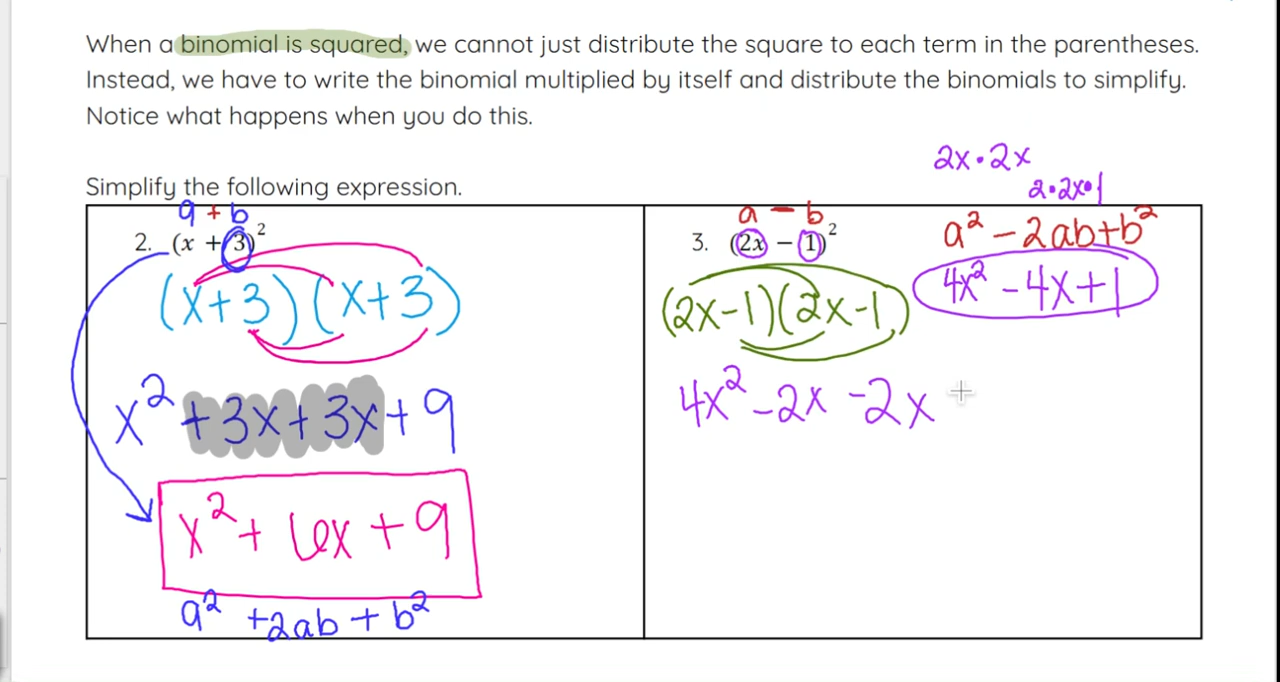 When a binomial is squared, we cannot just distribute the square to each term in the parentheses.
Instead, we have to write the binomial multiplied by itself and distribute the binomials to simplify.
Notice what happens when you do this.
Simplify the following expression.
a + b
2. (x + 3)²
(x+3)(x+3)
x² +3x+3x+9
x² + 6x + 9
a² +2ab + b²
2x•2x
2•2x•1
a - b
3. (2x - 1)²
a² - 2ab+b²
4x² - 4x+1
(2x-1)(2x-1)
4x² -2x -2x